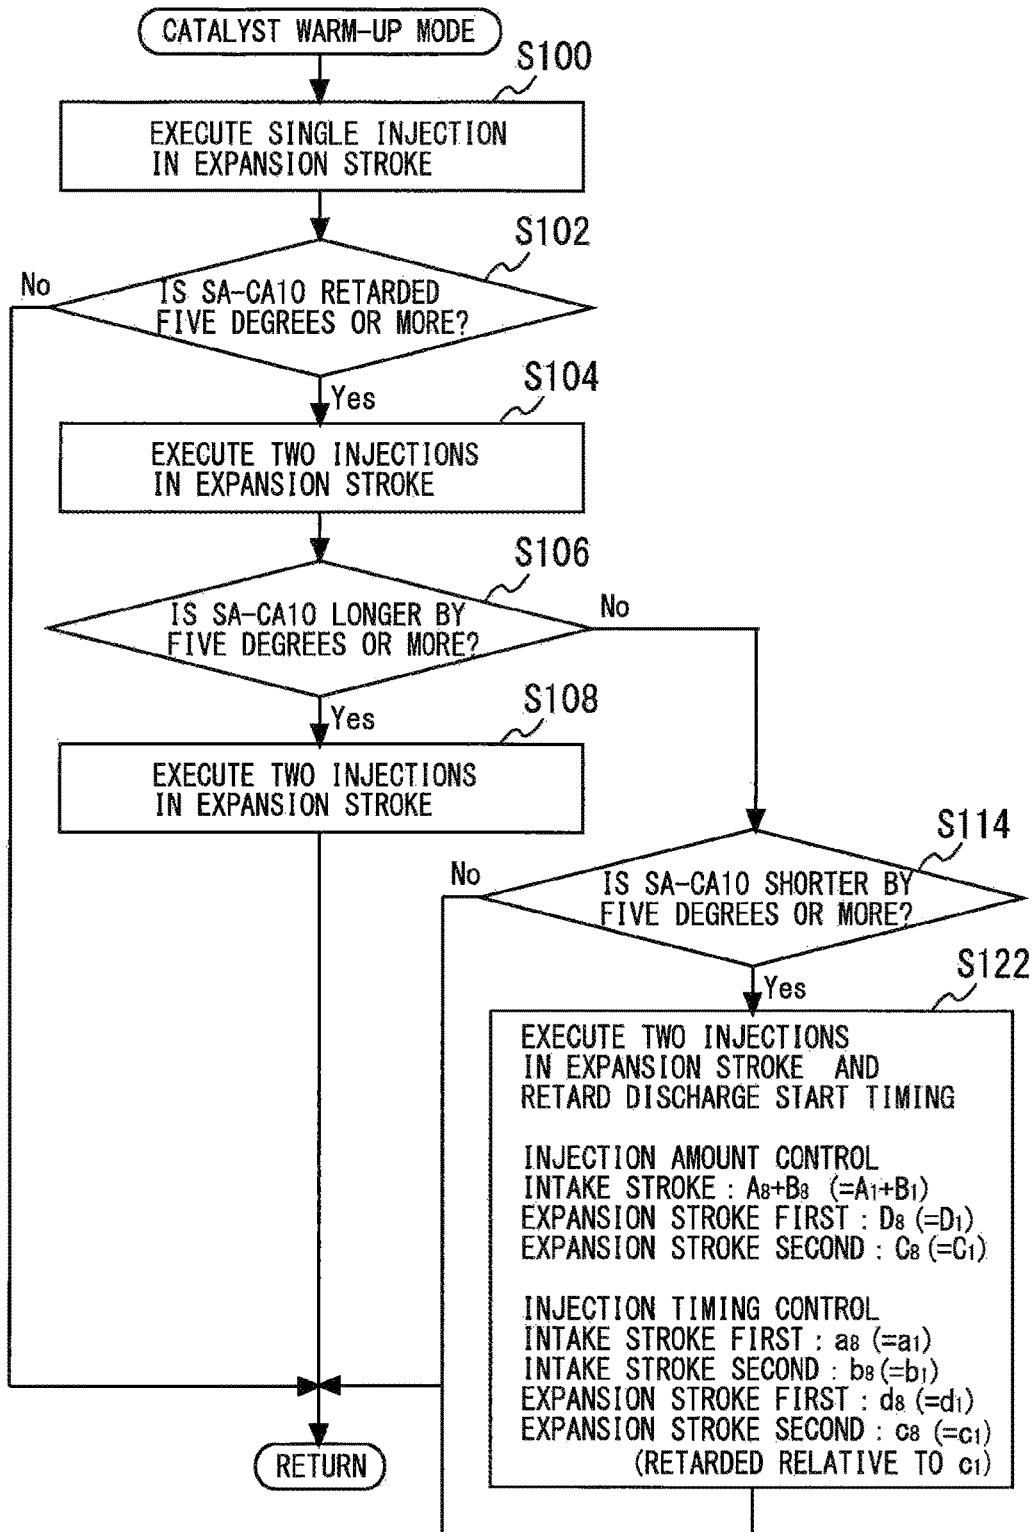 CATALYST WARM-UP MODE
S100
EXECUTE SINGLE INJECTION
IN EXPANSION STROKE
S102
No
IS SA-CA10 RETARDED
FIVE DEGREES OR MORE?
Yes
S104
EXECUTE TWO INJECTIONS
IN EXPANSION STROKE
S106
IS SA-CA10 LONGER BY
FIVE DEGREES OR MORE?
No
Yes
S108
EXECUTE TWO INJECTIONS
IN EXPANSION STROKE
S114
No
IS SA-CA10 SHORTER BY
FIVE DEGREES OR MORE?
Yes
S122
EXECUTE TWO INJECTIONS
IN EXPANSION STROKE AND
RETARD DISCHARGE START TIMING
INJECTION AMOUNT CONTROL
INTAKE STROKE : A8+B8 (=A1+B1)
EXPANSION STROKE FIRST : D8 (=D1)
EXPANSION STROKE SECOND : C8 (=C1)
INJECTION TIMING CONTROL
INTAKE STROKE FIRST : a8 (=a1)
INTAKE STROKE SECOND : b8 (=b1)
EXPANSION STROKE FIRST : d8 (=d1)
EXPANSION STROKE SECOND : c8 (=c1)
(RETARDED RELATIVE TO c1)
RETURN